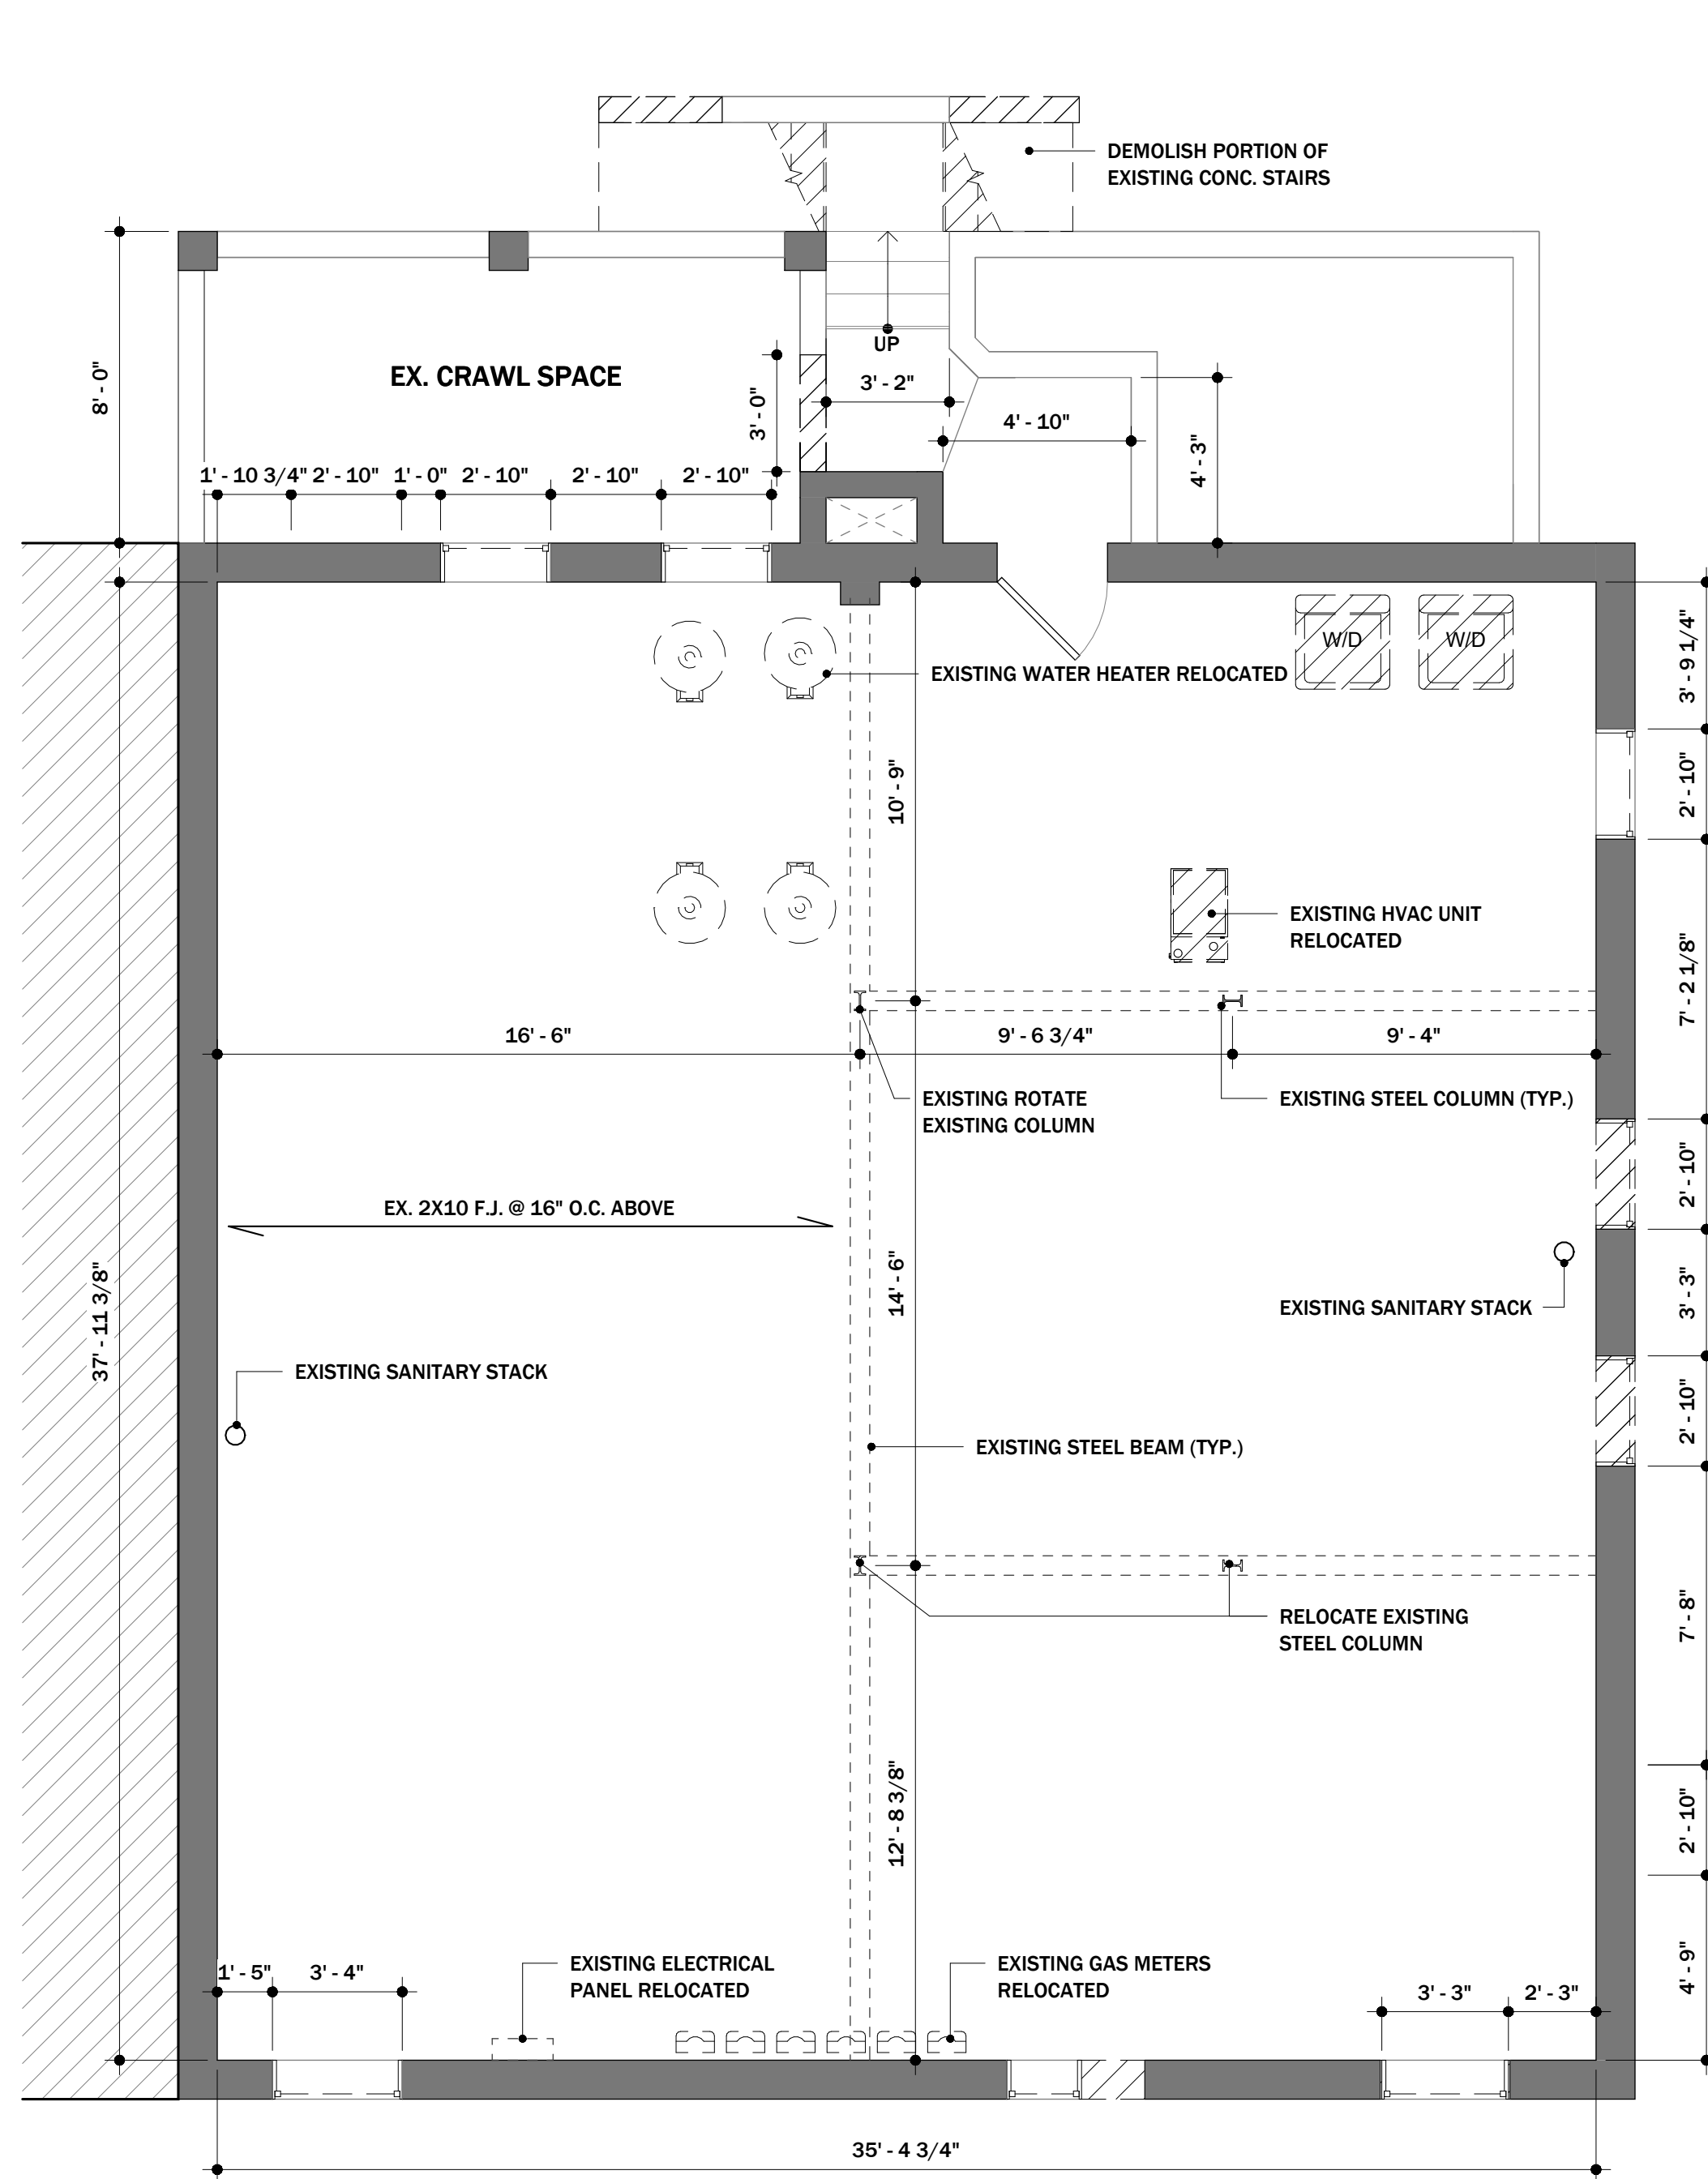 DEMOLISH PORTION OF
EXISTING CONC. STAIRS
UP
8' - 0"
EX. CRAWL SPACE
3' - 0"
3' - 2"
4' - 10"
4' - 3"
1' - 10 3/4" 2' - 10" 1' - 0" 2' - 10" 2' - 10" 2' - 10"
W/D W/D
3' - 9 1/4"
EXISTING WATER HEATER RELOCATED
10' - 9"
2' - 10"
EXISTING HVAC UNIT
RELOCATED
7' - 2 1/8"
16' - 6" 9' - 6 3/4" 9' - 4"
EXISTING ROTATE
EXISTING COLUMN
EXISTING STEEL COLUMN (TYP.)
2' - 10"
EX. 2X10 F.J. @ 16" O.C. ABOVE
14' - 6"
3' - 3"
EXISTING SANITARY STACK
37' - 11 3/8"
EXISTING SANITARY STACK
2' - 10"
EXISTING STEEL BEAM (TYP.)
RELOCATE EXISTING
STEEL COLUMN
7' - 8"
12' - 8 3/8"
2' - 10"
4' - 9"
1' - 5" 3' - 4"
EXISTING ELECTRICAL
PANEL RELOCATED
EXISTING GAS METERS
RELOCATED
3' - 3" 2' - 3"
35' - 4 3/4"